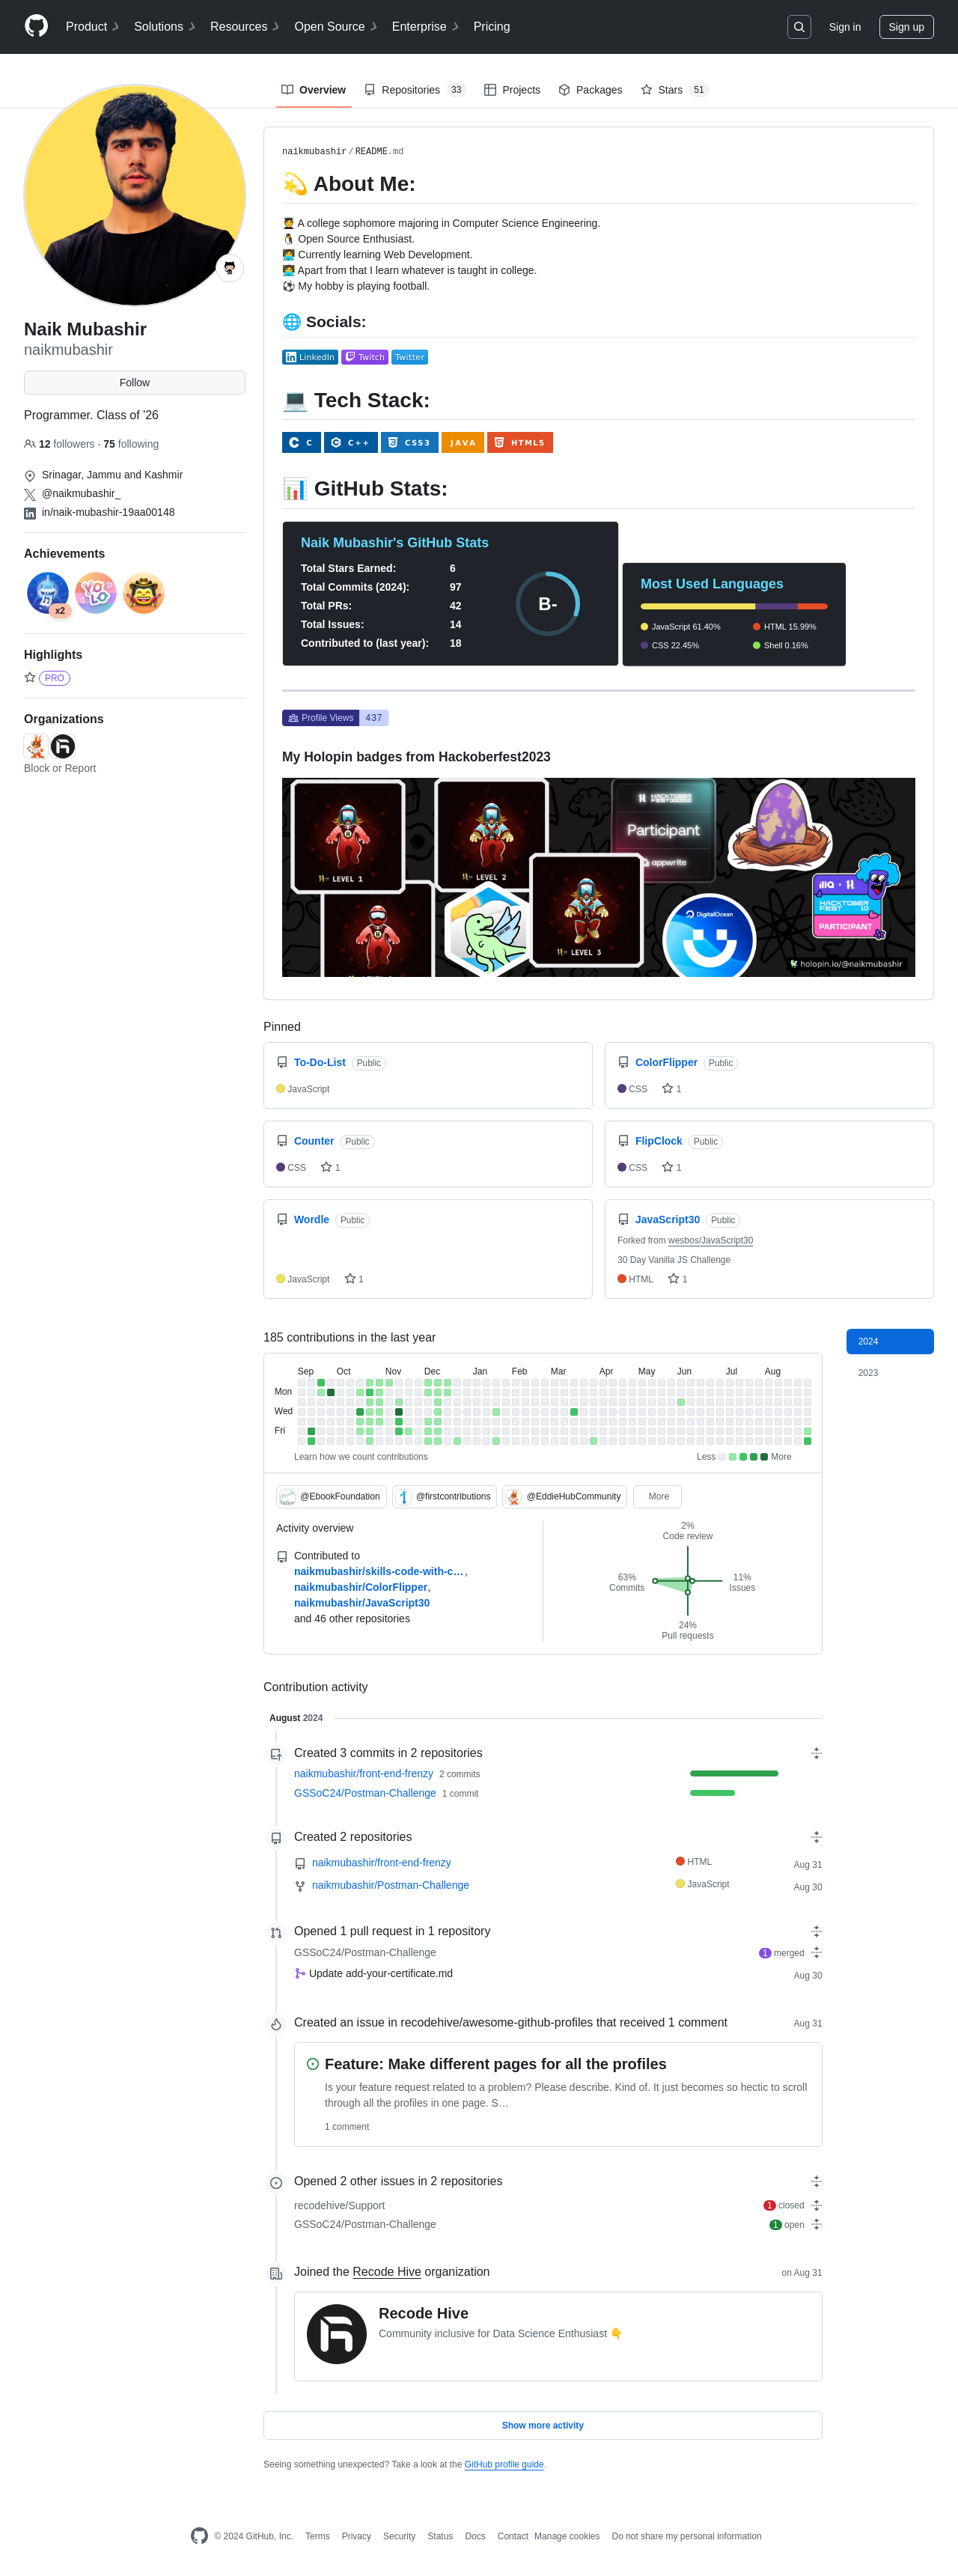 Product Solutions Resources Open Source Enterprise Pricing Sign in Sign up
Overview Repositories 33 Projects Packages Stars 51
Naik Mubashir
naikmubashir
Follow
Programmer. Class of '26
12 followers · 75 following
Srinagar, Jammu and Kashmir
@naikmubashir_
in/naik-mubashir-19aa00148
Achievements
x2
Highlights
PRO
Organizations
Block or Report
naikmubashir/README.md
About Me:
A college sophomore majoring in Computer Science Engineering.
Open Source Enthusiast.
Currently learning Web Development.
Apart from that I learn whatever is taught in college.
My hobby is playing football.
Socials:
LinkedIn Twitch Twitter
Tech Stack:
C C++ CSS3 JAVA HTML5
GitHub Stats:
Naik Mubashir's GitHub Stats
Total Stars Earned: 6
Total Commits (2024): 97
Total PRs: 42
Total Issues: 14
Contributed to (last year): 18
B-
Most Used Languages
JavaScript 61.40% HTML 15.99%
CSS 22.45% Shell 0.16%
Profile Views 437
My Holopin badges from Hackoberfest2023
LEVEL 1
LEVEL 2
LEVEL 3
Participant
appwrite
DigitalOcean
HACKTOBER
FEST 10
PARTICIPANT
holopin.io/@naikmubashir
Pinned
To-Do-List Public
JavaScript
ColorFlipper Public
CSS 1
Counter Public
CSS 1
FlipClock Public
CSS 1
Wordle Public
JavaScript 1
JavaScript30 Public
Forked from wesbos/JavaScript30
30 Day Vanilla JS Challenge
HTML 1
185 contributions in the last year
2024
2023
Sep Oct Nov Dec Jan Feb Mar Apr May Jun Jul Aug
Mon
Wed
Fri
Learn how we count contributions Less More
@EbookFoundation @firstcontributions @EddieHubCommunity More
Activity overview
Contributed to
naikmubashir/skills-code-with-c…,
naikmubashir/ColorFlipper,
naikmubashir/JavaScript30
and 46 other repositories
2%
Code review
63%
Commits
11%
Issues
24%
Pull requests
Contribution activity
August 2024
Created 3 commits in 2 repositories
naikmubashir/front-end-frenzy 2 commits
GSSoC24/Postman-Challenge 1 commit
Created 2 repositories
naikmubashir/front-end-frenzy HTML Aug 31
naikmubashir/Postman-Challenge JavaScript Aug 30
Opened 1 pull request in 1 repository
GSSoC24/Postman-Challenge 1 merged
Update add-your-certificate.md Aug 30
Created an issue in recodehive/awesome-github-profiles that received 1 comment Aug 31
Feature: Make different pages for all the profiles
Is your feature request related to a problem? Please describe. Kind of. It just becomes so hectic to scroll
through all the profiles in one page. S…
1 comment
Opened 2 other issues in 2 repositories
recodehive/Support 1 closed
GSSoC24/Postman-Challenge 1 open
Joined the Recode Hive organization on Aug 31
Recode Hive
Community inclusive for Data Science Enthusiast
Show more activity
Seeing something unexpected? Take a look at the GitHub profile guide.
© 2024 GitHub, Inc. Terms Privacy Security Status Docs Contact Manage cookies Do not share my personal information